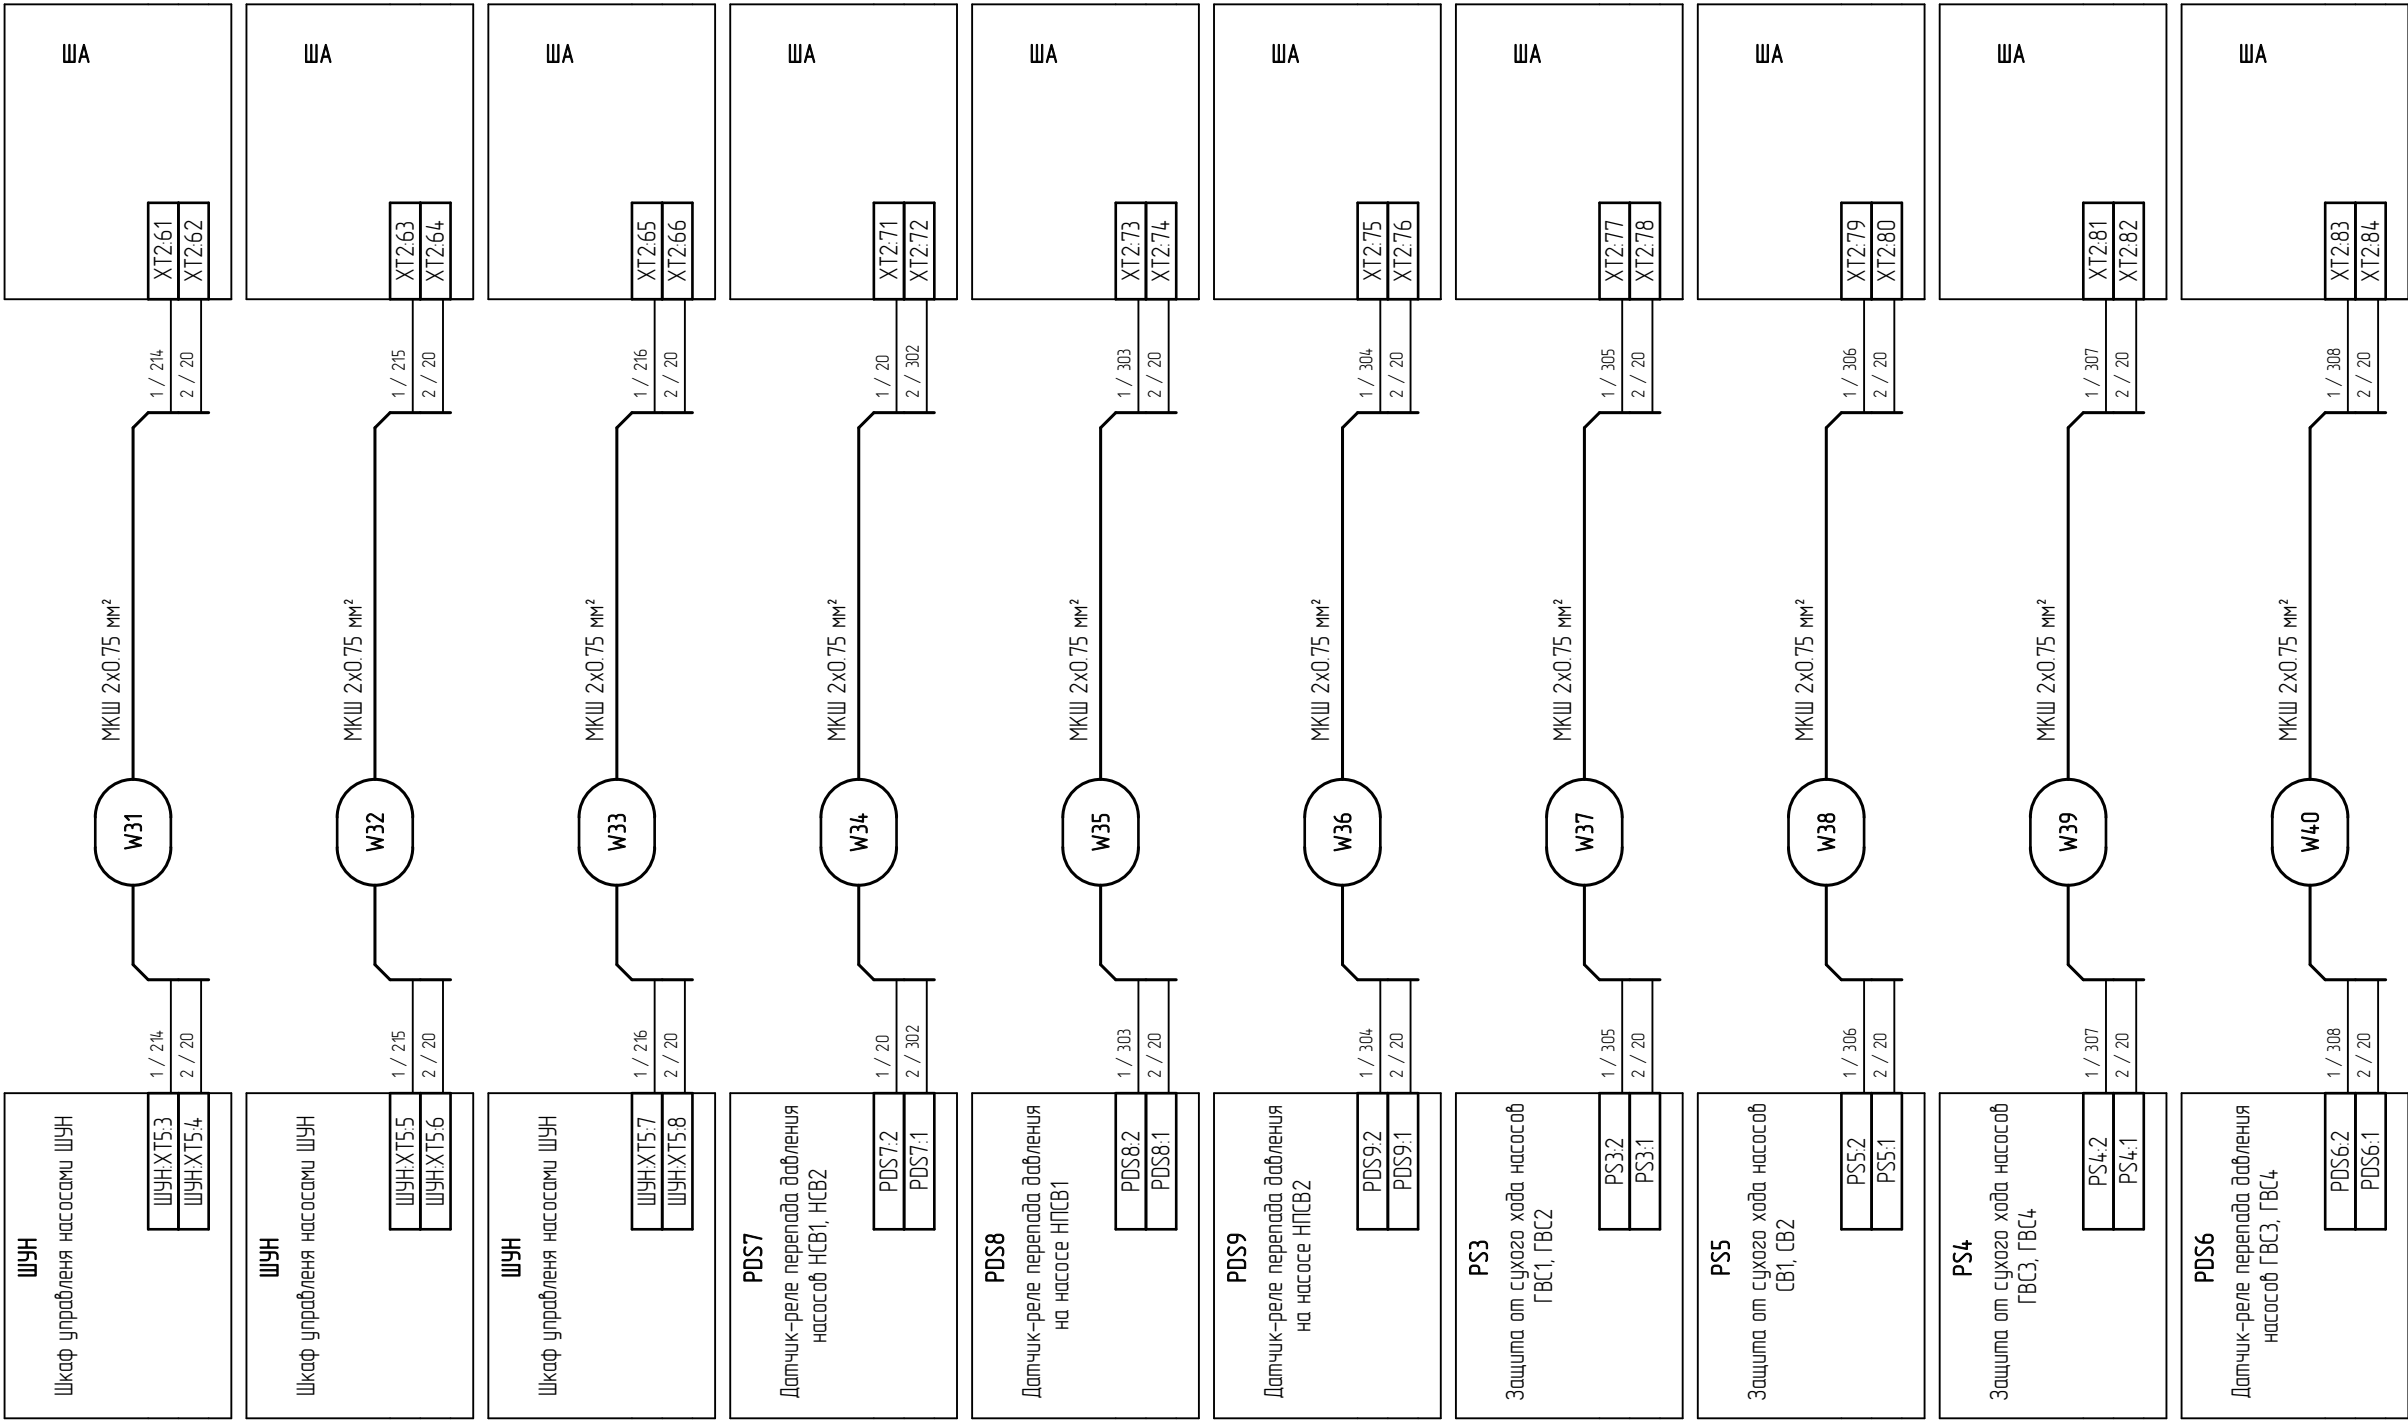 ША
XT2:61
XT2:62
1 / 214
2 / 20
МКШ 2x0.75 мм²
W31
1 / 214
2 / 20
ШУН
Шкаф управленя насосами ШУН
ШУН:XT5:3
ШУН:XT5:4
ША
XT2:63
XT2:64
1 / 215
2 / 20
МКШ 2x0.75 мм²
W32
1 / 215
2 / 20
ШУН
Шкаф управленя насосами ШУН
ШУН:XT5:5
ШУН:XT5:6
ША
XT2:65
XT2:66
1 / 216
2 / 20
МКШ 2x0.75 мм²
W33
1 / 216
2 / 20
ШУН
Шкаф управленя насосами ШУН
ШУН:XT5:7
ШУН:XT5:8
ША
XT2:71
XT2:72
1 / 20
2 / 302
МКШ 2x0.75 мм²
W34
1 / 20
2 / 302
PDS7
Датчик-реле перепада давления
насосов НСВ1, НСВ2
PDS7:2
PDS7:1
ША
XT2:73
XT2:74
1 / 303
2 / 20
МКШ 2x0.75 мм²
W35
1 / 303
2 / 20
PDS8
Датчик-реле перепада давления
на насосе НПСВ1
PDS8:2
PDS8:1
ША
XT2:75
XT2:76
1 / 304
2 / 20
МКШ 2x0.75 мм²
W36
1 / 304
2 / 20
PDS9
Датчик-реле перепада давления
на насосе НПСВ2
PDS9:2
PDS9:1
ША
XT2:77
XT2:78
1 / 305
2 / 20
МКШ 2x0.75 мм²
W37
1 / 305
2 / 20
PS3
Защита от сухого хода насосов
ГВС1, ГВС2
PS3:2
PS3:1
ША
XT2:79
XT2:80
1 / 306
2 / 20
МКШ 2x0.75 мм²
W38
1 / 306
2 / 20
PS5
Защита от сухого хода насосов
СВ1, СВ2
PS5:2
PS5:1
ША
XT2:81
XT2:82
1 / 307
2 / 20
МКШ 2x0.75 мм²
W39
1 / 307
2 / 20
PS4
Защита от сухого хода насосов
ГВС3, ГВС4
PS4:2
PS4:1
ША
XT2:83
XT2:84
1 / 308
2 / 20
МКШ 2x0.75 мм²
W40
1 / 308
2 / 20
PDS6
Датчик-реле перепада давления
насосов ГВС3, ГВС4
PDS6:2
PDS6:1